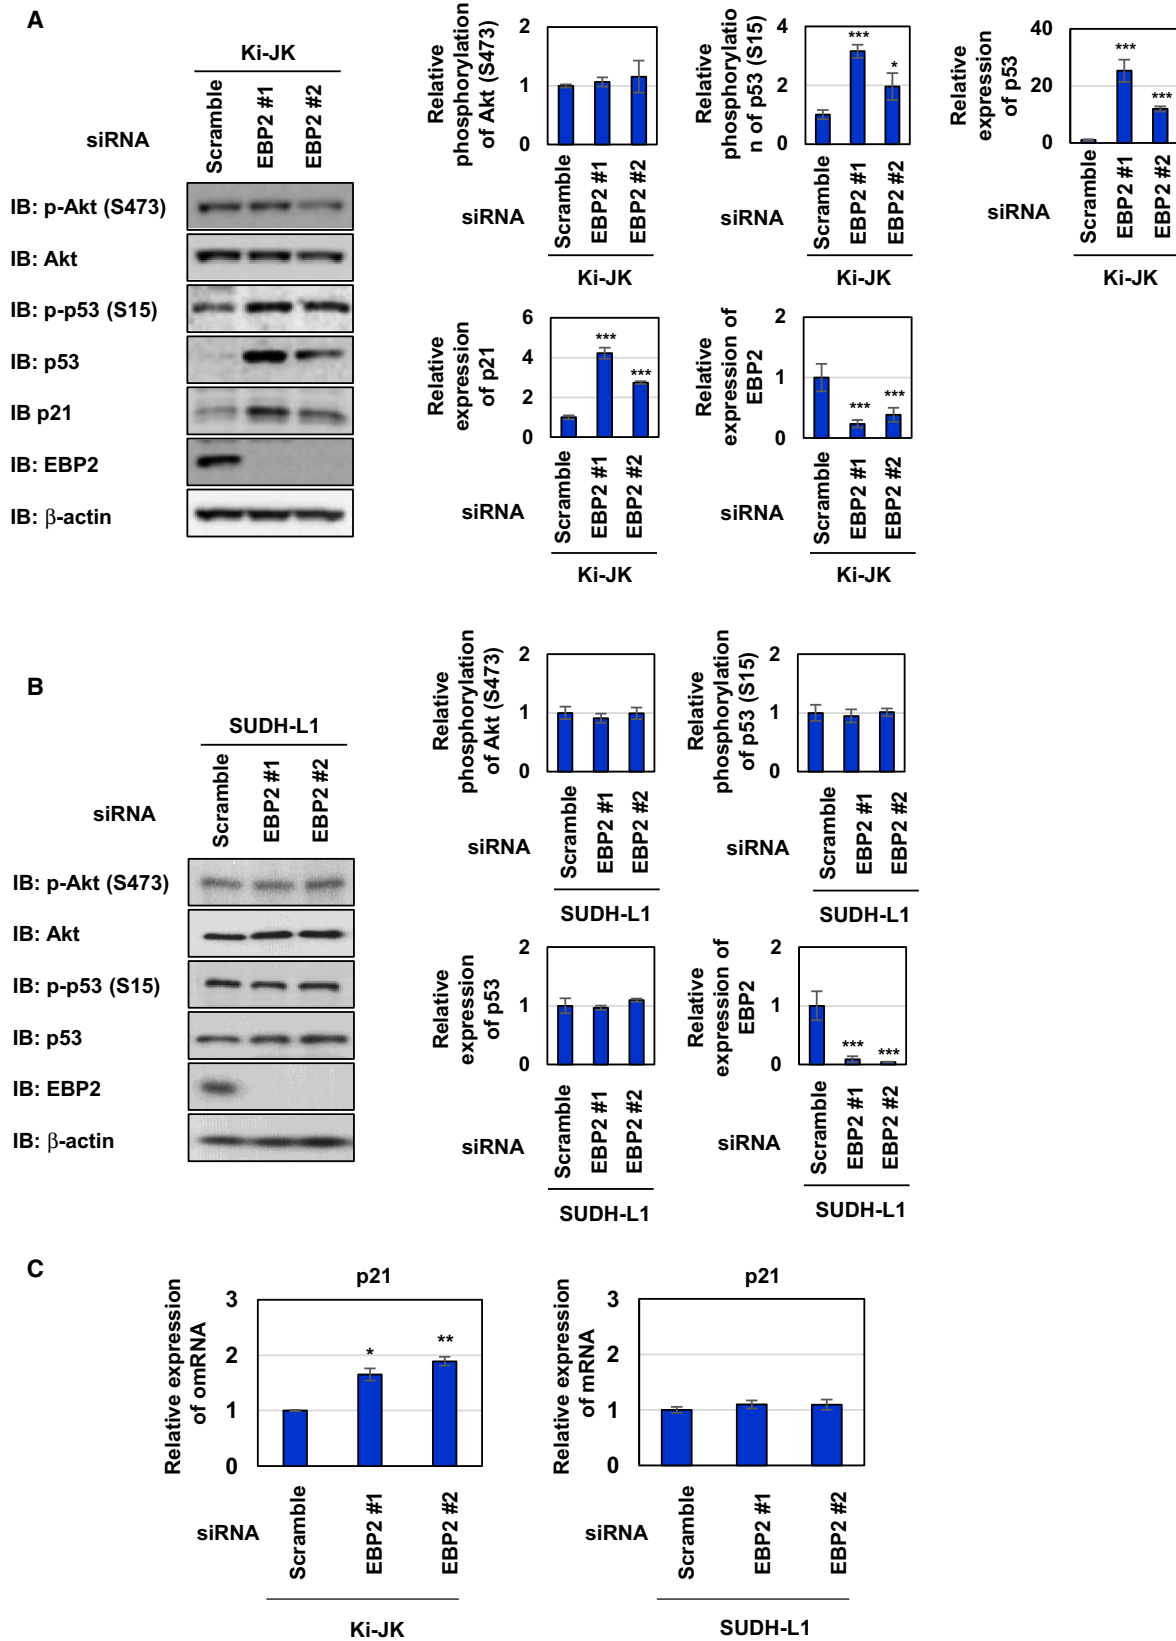 A
Ki-JK
siRNA
Scramble
EBP2 #1
EBP2 #2
IB: p-Akt (S473)
IB: Akt
IB: p-p53 (S15)
IB: p53
IB p21
IB: EBP2
IB: β-actin
Relative
phosphorylation
of Akt (S473)
2
1
0
siRNA
Scramble
EBP2 #1
EBP2 #2
Ki-JK
Relative
phosphorylatio
n of p53 (S15)
4
2
0
***
*
Scramble
EBP2 #1
EBP2 #2
siRNA
Ki-JK
Relative
expression
of p53
40
20
0
***
***
siRNA
Scramble
EBP2 #1
EBP2 #2
Ki-JK
Relative
expression
of p21
6
4
2
0
***
***
siRNA
Scramble
EBP2 #1
EBP2 #2
Ki-JK
Relative
expression of
EBP2
2
1
0
***
***
siRNA
Scramble
EBP2 #1
EBP2 #2
Ki-JK
B
SUDH-L1
siRNA
Scramble
EBP2 #1
EBP2 #2
IB: p-Akt (S473)
IB: Akt
IB: p-p53 (S15)
IB: p53
IB: EBP2
IB: β-actin
Relative
phosphorylation
of Akt (S473)
2
1
0
siRNA
Scramble
EBP2 #1
EBP2 #2
SUDH-L1
Relative
phosphorylation
of p53 (S15)
2
1
0
siRNA
Scramble
EBP2 #1
EBP2 #2
SUDH-L1
Relative
expression
of p53
2
1
0
siRNA
Scramble
EBP2 #1
EBP2 #2
SUDH-L1
Relative
expression of
EBP2
2
1
0
***
***
siRNA
Scramble
EBP2 #1
EBP2 #2
SUDH-L1
C
p21
Relative expression
of omRNA
3
2
1
0
*
**
siRNA
Scramble
EBP2 #1
EBP2 #2
Ki-JK
p21
Relative expression
of mRNA
3
2
1
0
siRNA
Scramble
EBP2 #1
EBP2 #2
SUDH-L1